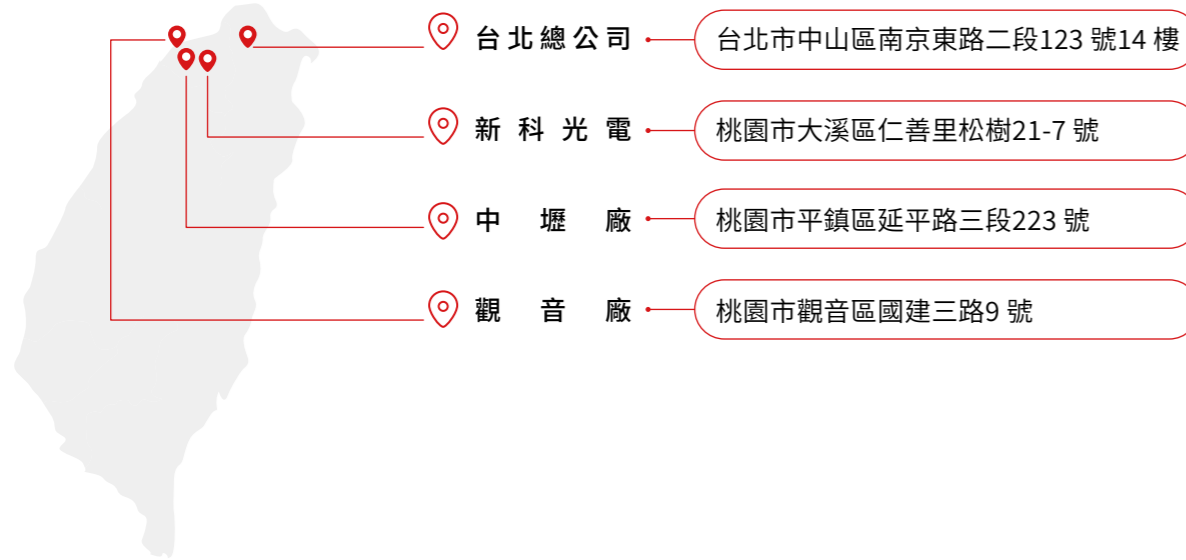 台北總公司 台北市中山區南京東路二段123 號14 樓
新科光電 桃園市大溪區仁善里松樹21-7 號
中壢廠 桃園市平鎮區延平路三段223 號
觀音廠 桃園市觀音區國建三路9 號